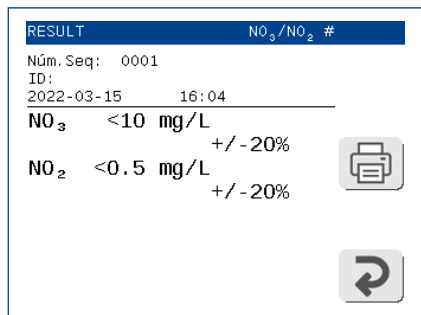 RESULT NO₃/NO₂ #
Núm.Seq: 0001
ID:
2022-03-15 16:04
NO₃ <10 mg/L
+/-20%
NO₂ <0.5 mg/L
+/-20%